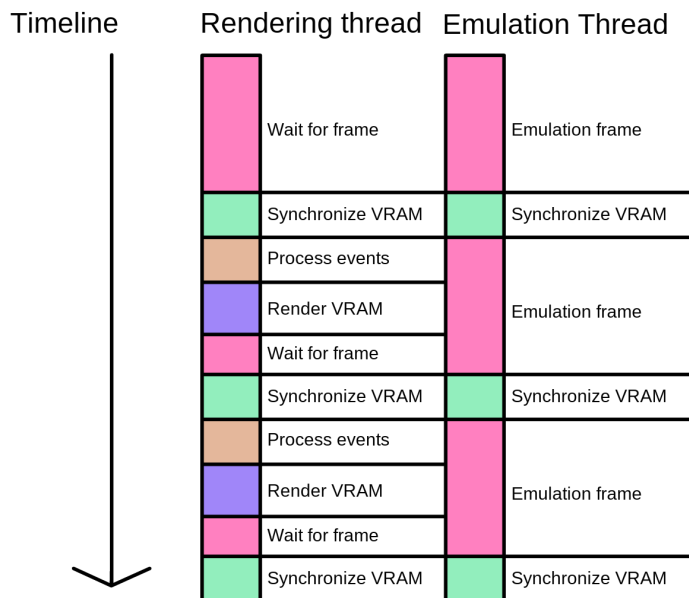 Timeline
Rendering thread
Emulation Thread
Wait for frame
Emulation frame
Synchronize VRAM
Synchronize VRAM
Process events
Render VRAM
Emulation frame
Wait for frame
Synchronize VRAM
Synchronize VRAM
Process events
Render VRAM
Emulation frame
Wait for frame
Synchronize VRAM
Synchronize VRAM